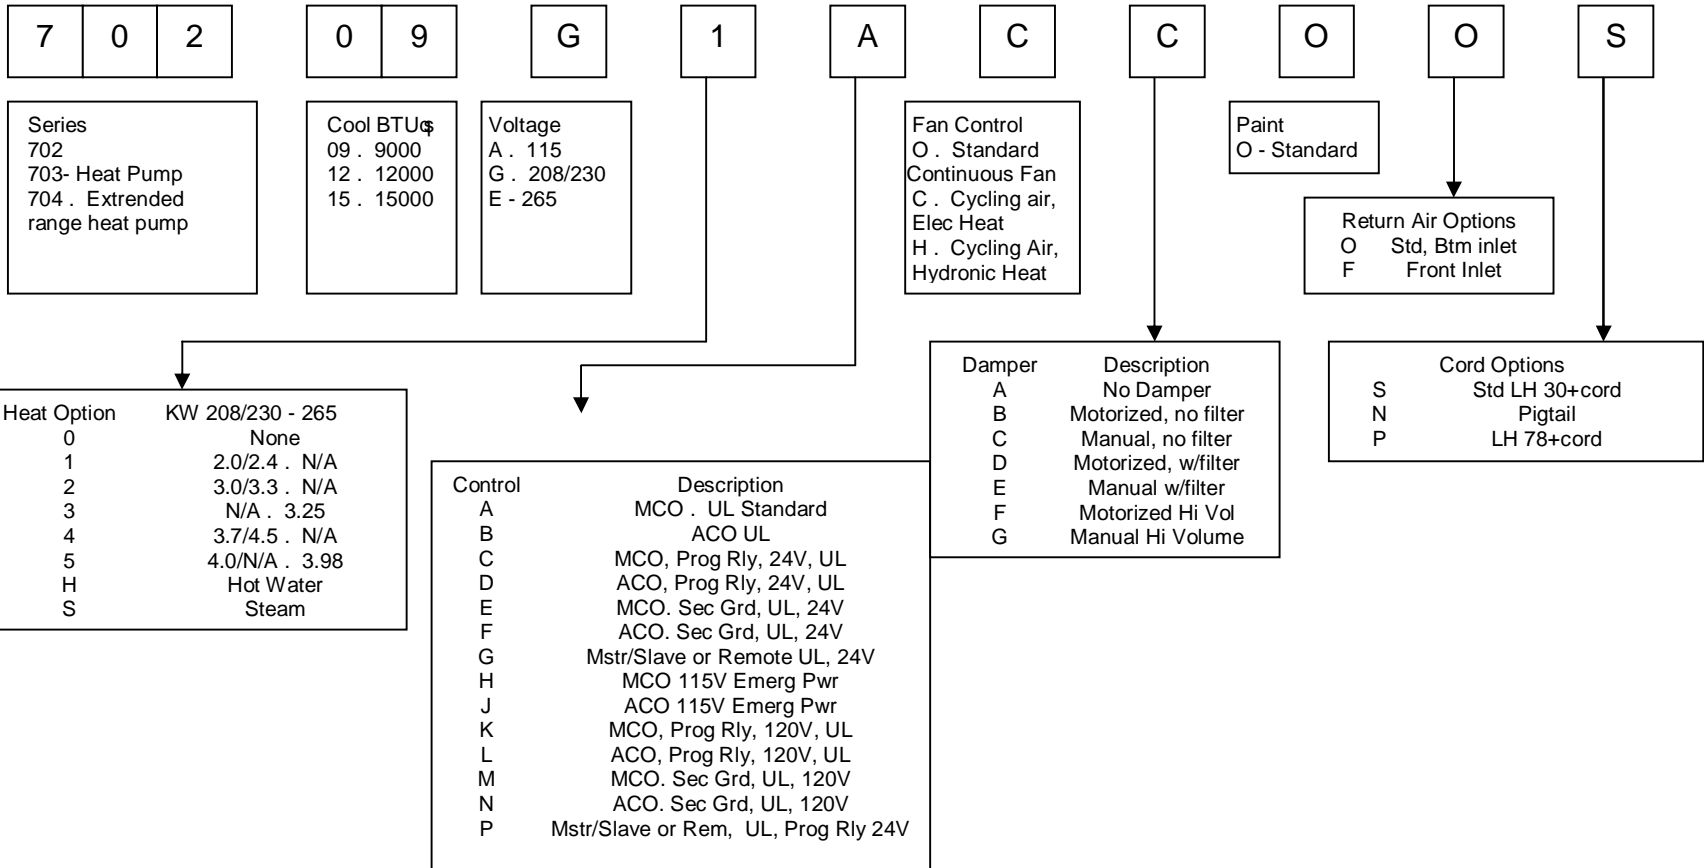 7 0 2 0 9 G 1 A C C O O S
Series
702
703- Heat Pump
704 . Extrended
range heat pump
Cool BTU
09 . 9000
12 . 12000
15 . 15000
Voltage
A . 115
G . 208/230
E - 265
Fan Control
O . Standard
Continuous Fan
C . Cycling air,
Elec Heat
H . Cycling Air,
Hydronic Heat
Paint
O - Standard
Return Air Options
O Std, Btm inlet
F Front Inlet
Heat Option KW 208/230 - 265
0 None
1 2.0/2.4 . N/A
2 3.0/3.3 . N/A
3 N/A . 3.25
4 3.7/4.5 . N/A
5 4.0/N/A . 3.98
H Hot Water
S Steam
Control Description
A MCO . UL Standard
B ACO UL
C MCO, Prog Rly, 24V, UL
D ACO, Prog Rly, 24V, UL
E MCO. Sec Grd, UL, 24V
F ACO. Sec Grd, UL, 24V
G Mstr/Slave or Remote UL, 24V
H MCO 115V Emerg Pwr
J ACO 115V Emerg Pwr
K MCO, Prog Rly, 120V, UL
L ACO, Prog Rly, 120V, UL
M MCO. Sec Grd, UL, 120V
N ACO. Sec Grd, UL, 120V
P Mstr/Slave or Rem, UL, Prog Rly 24V
Damper Description
A No Damper
B Motorized, no filter
C Manual, no filter
D Motorized, w/filter
E Manual w/filter
F Motorized Hi Vol
G Manual Hi Volume
Cord Options
S Std LH 30+cord
N Pigtail
P LH 78+cord